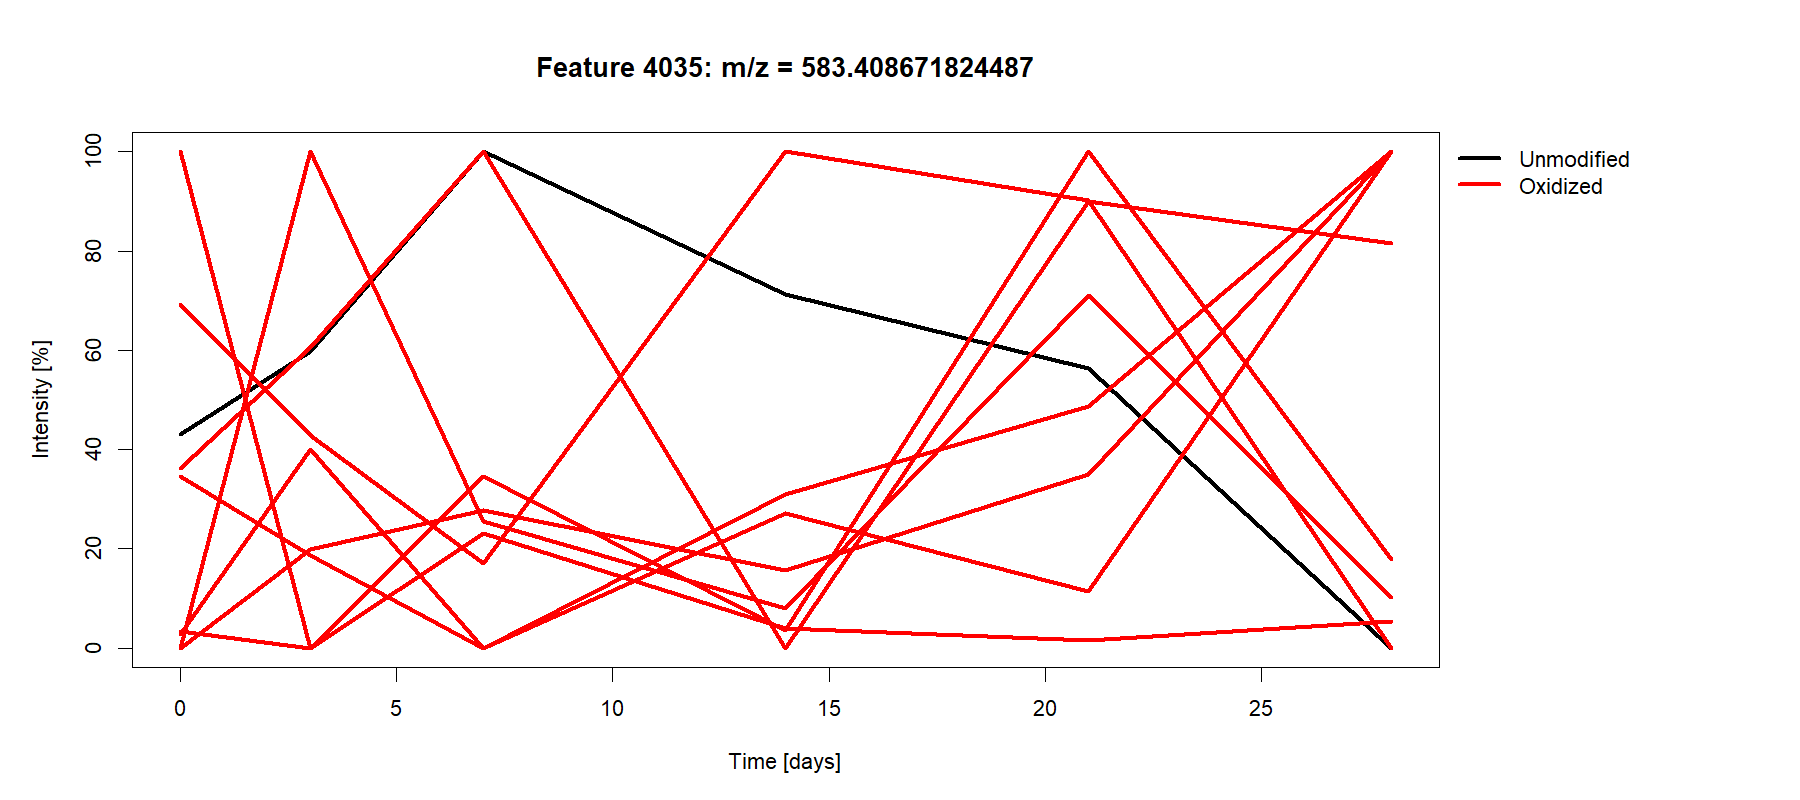 Feature 4035: m/z = 583.408671824487
Unmodified
Oxidized
Intensity [%]
100
80
60
40
20
0
0 5 10 15 20 25
Time [days]